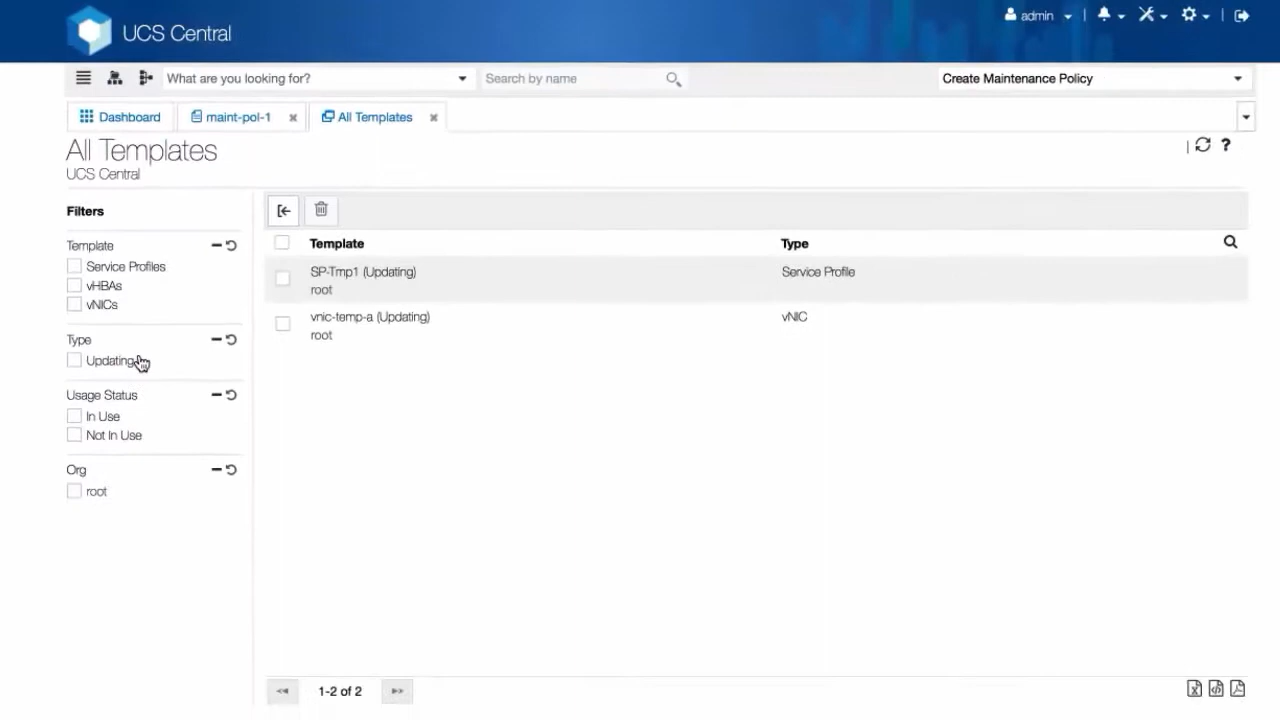 UCS Central
admin
What are you looking for?
Search by name
Create Maintenance Policy
Dashboard
maint-pol-1
All Templates
All Templates
UCS Central
?
Filters
Template
Service Profiles
vHBAs
vNICs
Type
Updating
Usage Status
In Use
Not In Use
Org
root
Template
Type
SP-Tmp1 (Updating)
Service Profile
root
vnic-temp-a (Updating)
vNIC
root
1-2 of 2